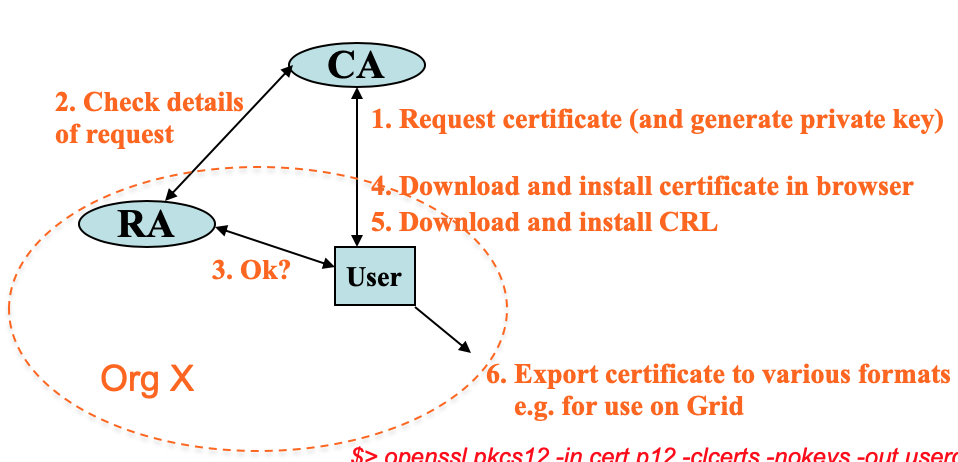 CA
2. Check details
of request
1. Request certificate (and generate private key)
4. Download and install certificate in browser
RA
5. Download and install CRL
3. Ok?
User
Org X
6. Export certificate to various formats
e.g. for use on Grid
$> openssl pkcs12 -in cert.p12 -clcerts -nokeys -out